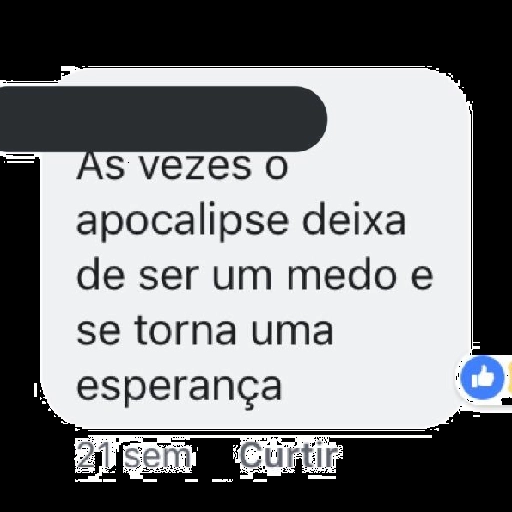 As vezes o
apocalipse deixa
de ser um medo e
se torna uma
esperança
21 sem Curtir